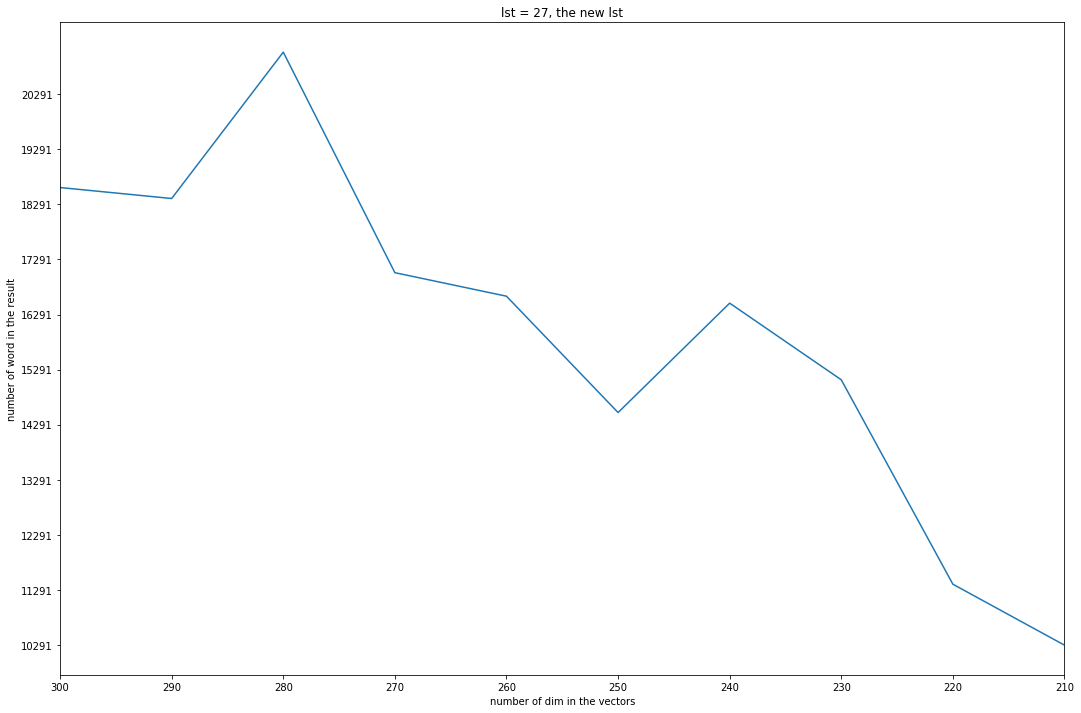 lst = 27, the new lst
20291
19291
18291
17291
16291
15291
14291
13291
12291
11291
10291
number of word in the result
300 290 280 270 260 250 240 230 220 210
number of dim in the vectors